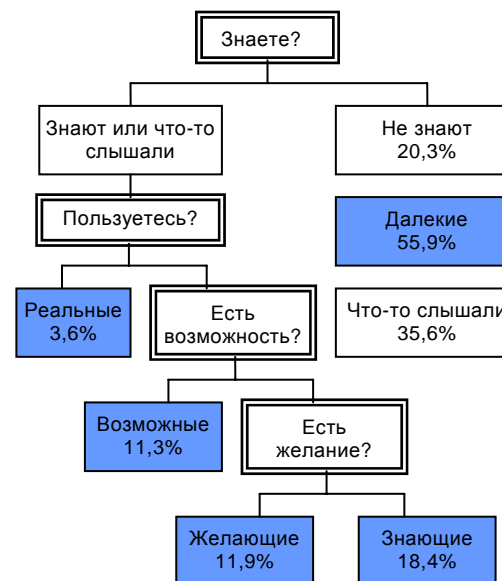 Знаете?
Знают или что-то
слышали
Не знают
20,3%
Пользуетесь?
Далекие
55,9%
Реальные
3,6%
Есть
возможность?
Что-то слышали
35,6%
Возможные
11,3%
Есть
желание?
Желающие
11,9%
Знающие
18,4%